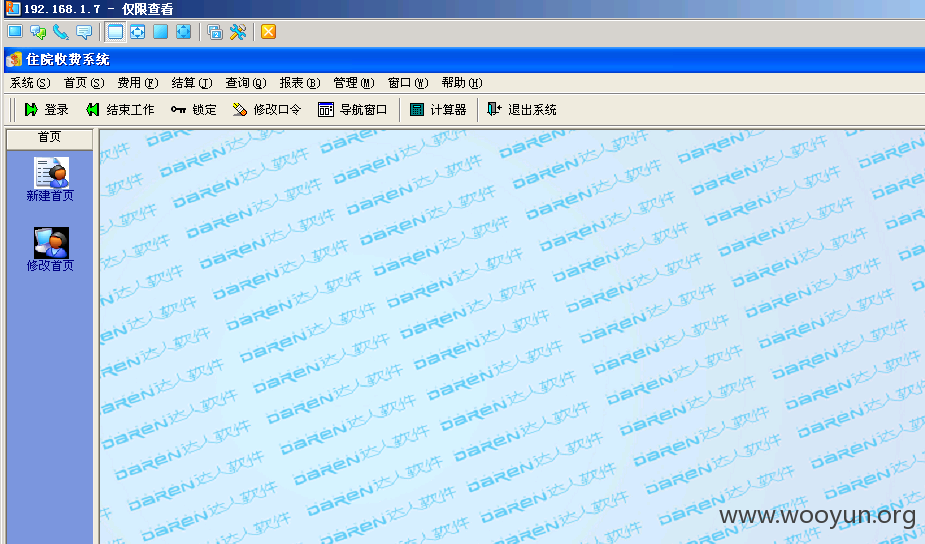 192.168.1.7 - 仅限查看
住院收费系统
系统(S) 首页(S) 费用(F) 结算(J) 查询(Q) 报表(B) 管理(M) 窗口(W) 帮助(H)
登录 结束工作 锁定 修改口令 导航窗口 计算器 退出系统
首页
新建首页
修改首页
DAREN达人软件
www.wooyun.org